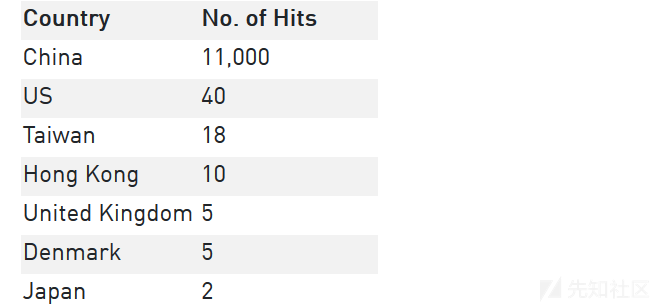 Country No. of Hits
China 11,000
US 40
Taiwan 18
Hong Kong 10
United Kingdom 5
Denmark 5
Japan 2
先知社区